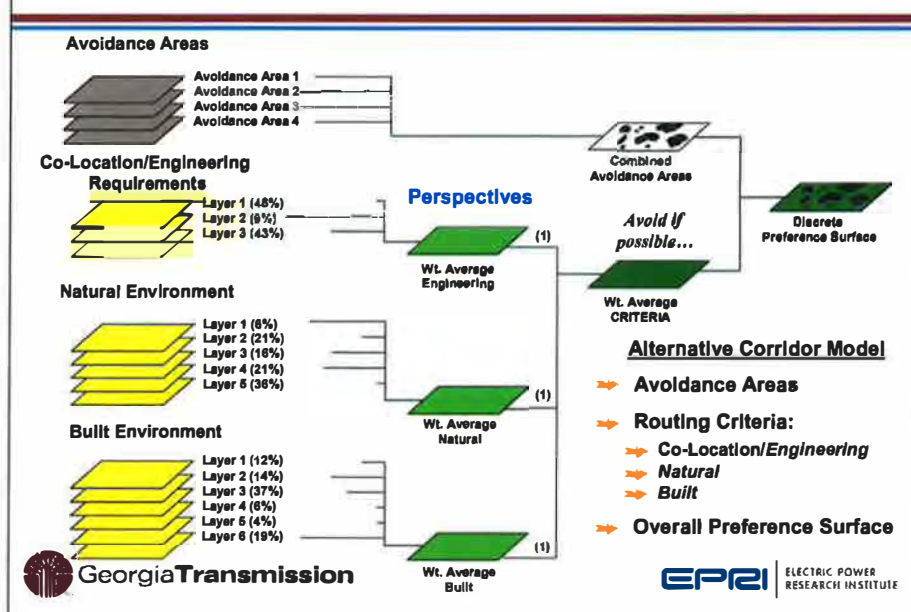 Avoidance Areas
Avoidance Area 1
Avoidance Area 2
Avoidance Area 3
Avoidance Area 4
Combined
Avoidance Areas
Co-Location/Engineering
Requirements
Layer 1 (48%)
Layer 2 (9%)
Layer 3 (43%)
Perspectives
(1)
Wt. Average
Engineering
Avoid if
possible...
Discrete
Preference Surface
Wt. Average
CRITERIA
Natural Environment
Layer 1 (6%)
Layer 2 (21%)
Layer 3 (16%)
Layer 4 (21%)
Layer 5 (36%)
(1)
Wt. Average
Natural
Built Environment
Layer 1 (12%)
Layer 2 (14%)
Layer 3 (37%)
Layer 4 (6%)
Layer 5 (4%)
Layer 6 (19%)
(1)
Wt. Average
Built
Alternative Corridor Model
Avoidance Areas
Routing Criteria:
Co-Location/Engineering
Natural
Built
Overall Preference Surface
GeorgiaTransmission
EPRI
ELECTRIC POWER
RESEARCH INSTITUTE